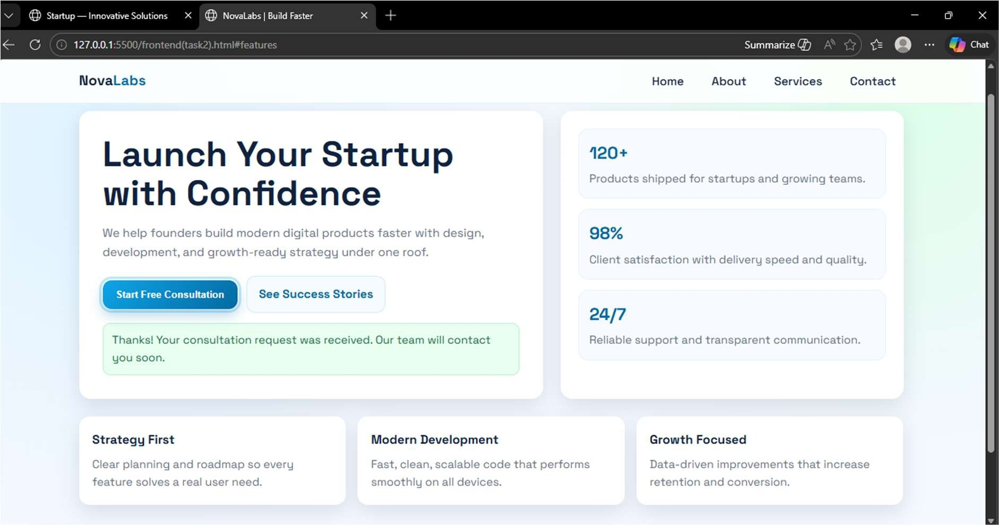 Startup — Innovative Solutions
NovaLabs | Build Faster
127.0.0.1:5500/frontend(task2).html#features
Summarize
Chat
NovaLabs
Home About Services Contact
Launch Your Startup
with Confidence
We help founders build modern digital products faster with design,
development, and growth-ready strategy under one roof.
Start Free Consultation
See Success Stories
Thanks! Your consultation request was received. Our team will contact
you soon.
120+
Products shipped for startups and growing teams.
98%
Client satisfaction with delivery speed and quality.
24/7
Reliable support and transparent communication.
Strategy First
Clear planning and roadmap so every
feature solves a real user need.
Modern Development
Fast, clean, scalable code that performs
smoothly on all devices.
Growth Focused
Data-driven improvements that increase
retention and conversion.